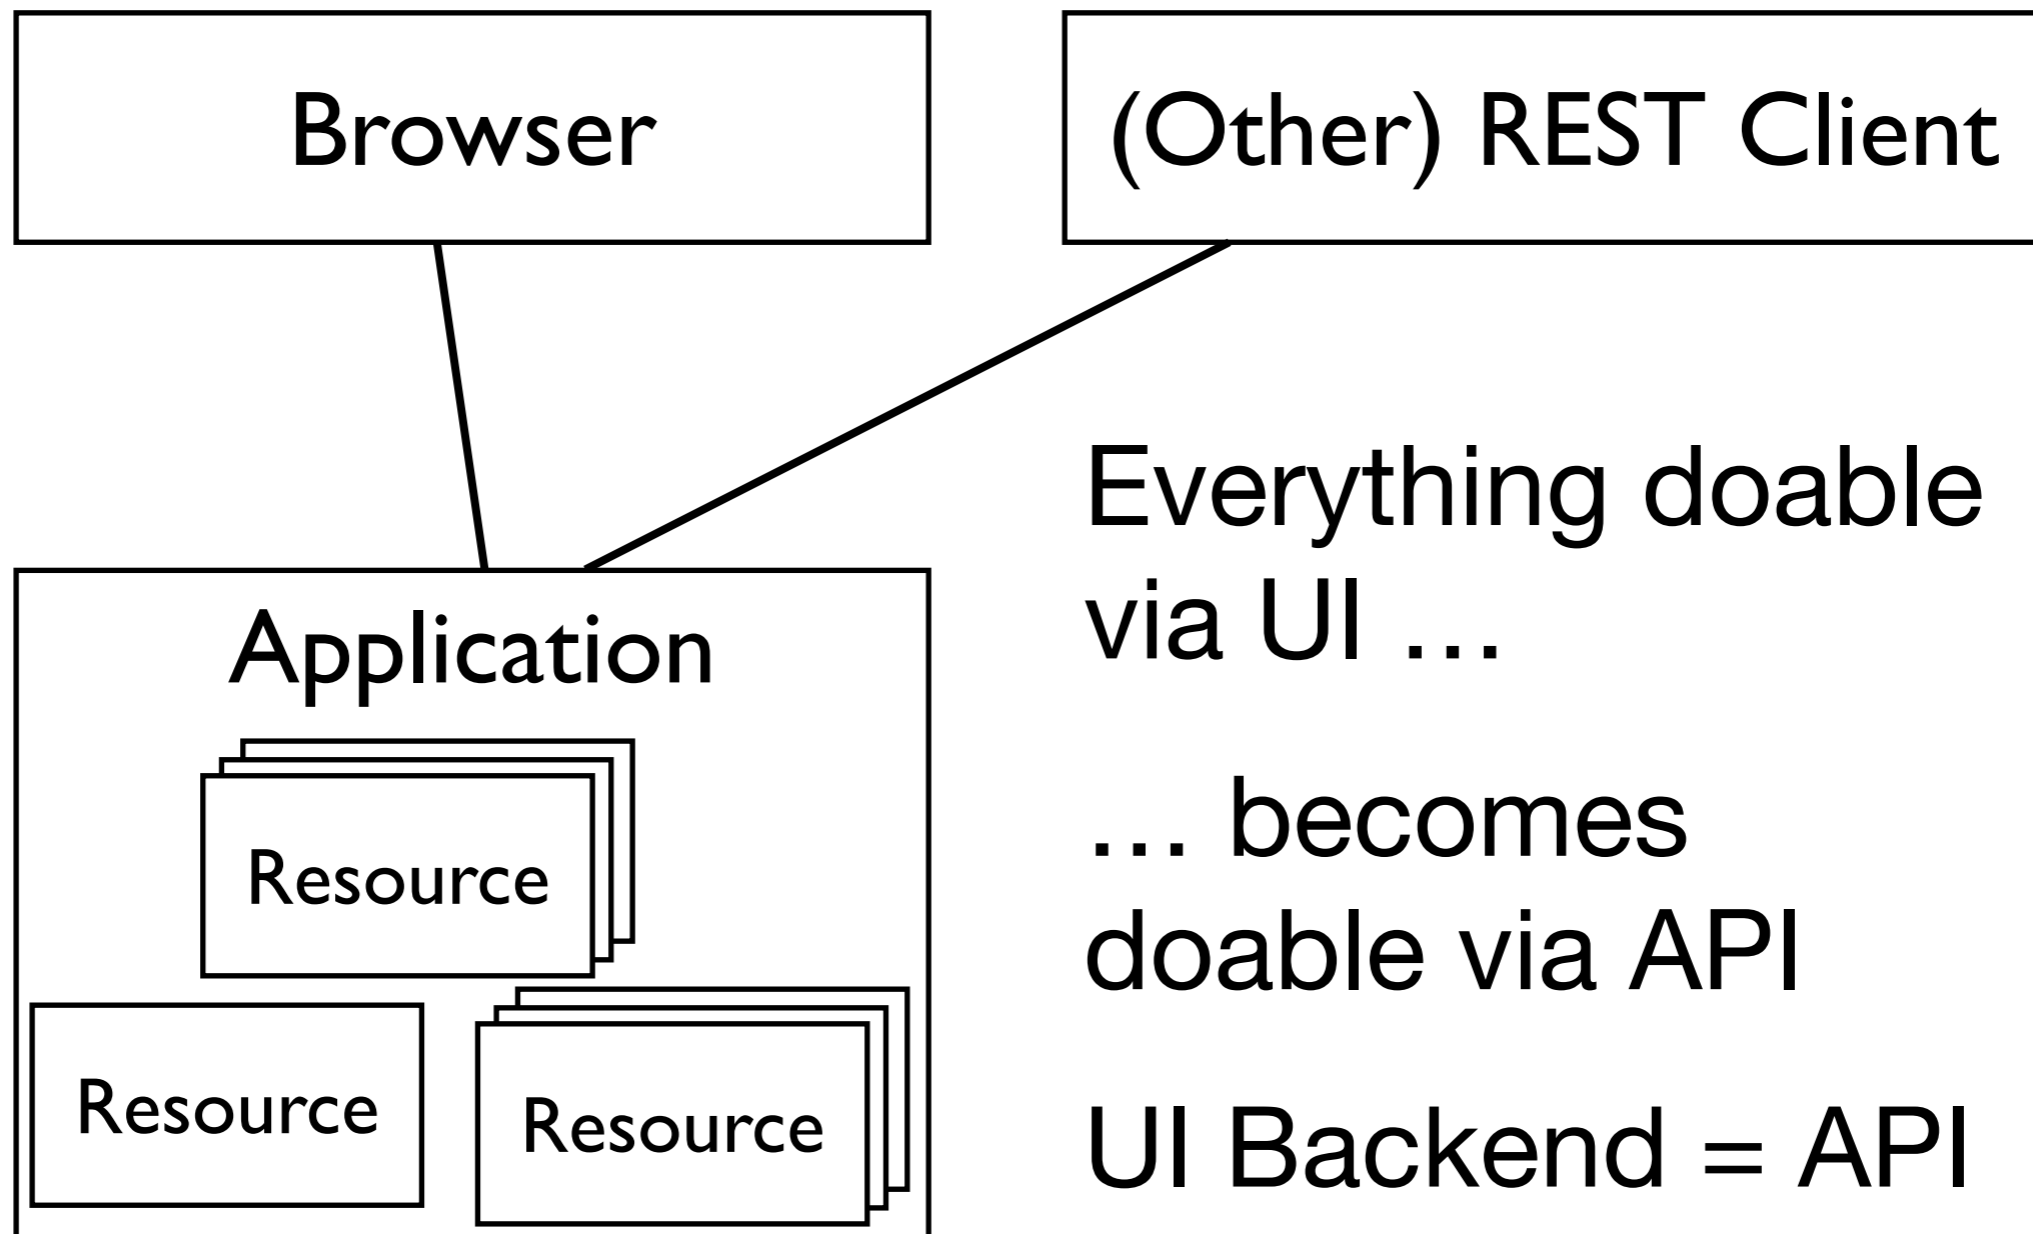 Browser
(Other) REST Client
Application
Resource
Resource
Resource
Everything doable
via UI …
… becomes
doable via API
UI Backend = API